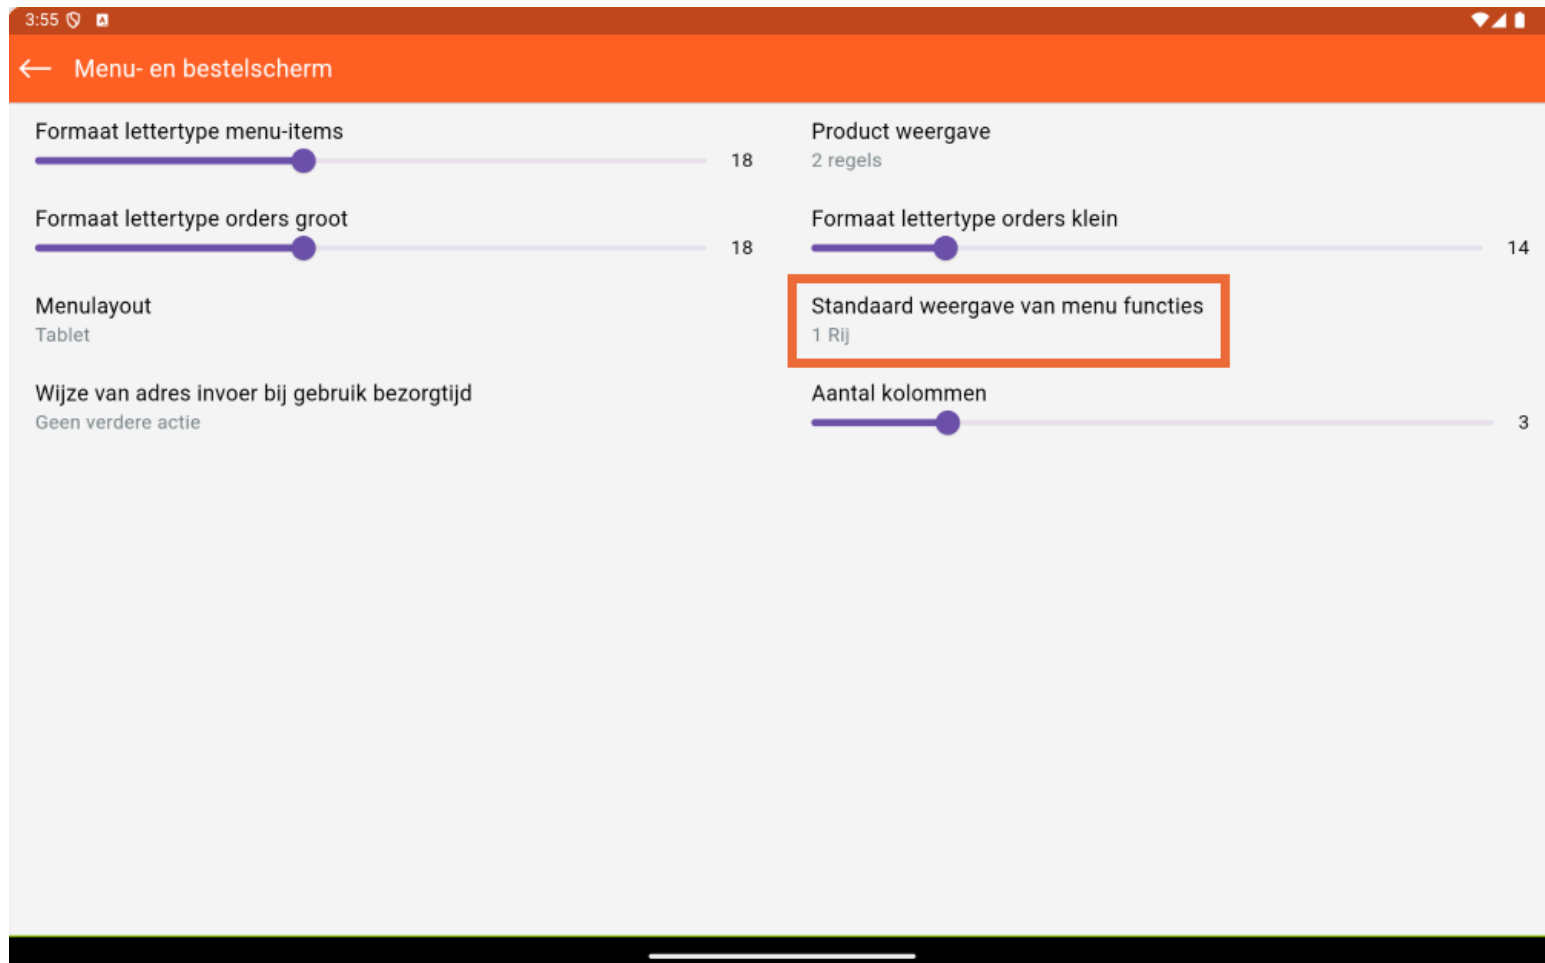 3:55
Menu- en bestelscherm
Formaat lettertype menu-items
18
Product weergave
2 regels
Formaat lettertype orders groot
18
Formaat lettertype orders klein
14
Menulayout
Tablet
Standaard weergave van menu functies
1 Rij
Wijze van adres invoer bij gebruik bezorgtijd
Geen verdere actie
Aantal kolommen
3